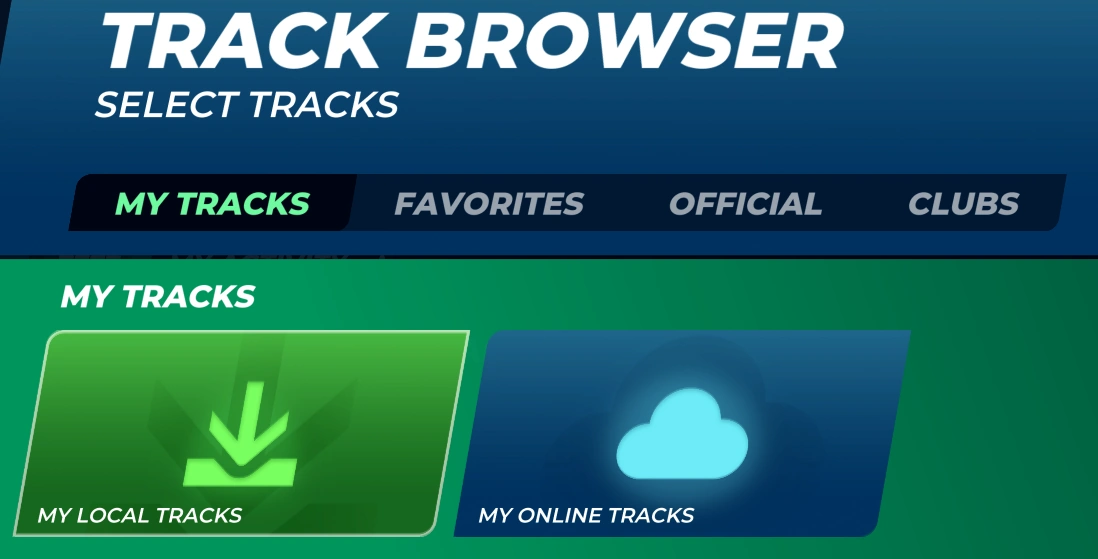 TRACK BROWSER
SELECT TRACKS
MY TRACKS FAVORITES OFFICIAL CLUBS
MY TRACKS
MY LOCAL TRACKS MY ONLINE TRACKS